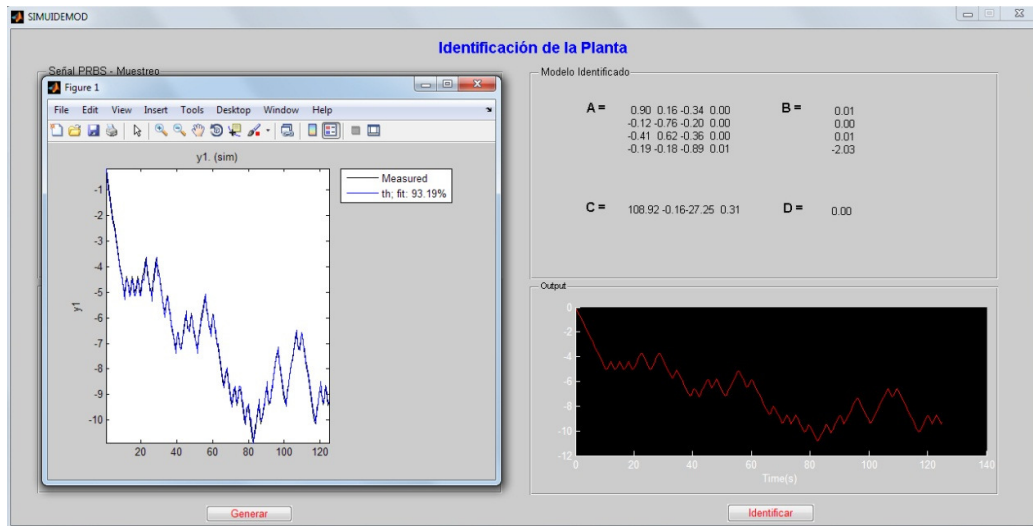 SIMUIDEMOD
Identificación de la Planta
Señal PRBS - Muestreo
Figure 1
File Edit View Insert Tools Desktop Window Help
y1. (sim)
Measured
th; fit: 93.19%
-1
-2
-3
-4
-5
-6
-7
-8
-9
-10
y1
20 40 60 80 100 120
Generar
Modelo Identificado
A = 0.90 0.16 -0.34 0.00
-0.12 -0.76 -0.20 0.00
-0.41 0.62 -0.36 0.00
-0.19 -0.18 -0.89 0.01
B = 0.01
0.00
0.01
-2.03
C = 108.92 -0.16-27.25 0.31
D = 0.00
Output
0
-2
-4
-6
-8
-10
-12
0 20 40 60 80 100 120 140
Time(s)
Identificar